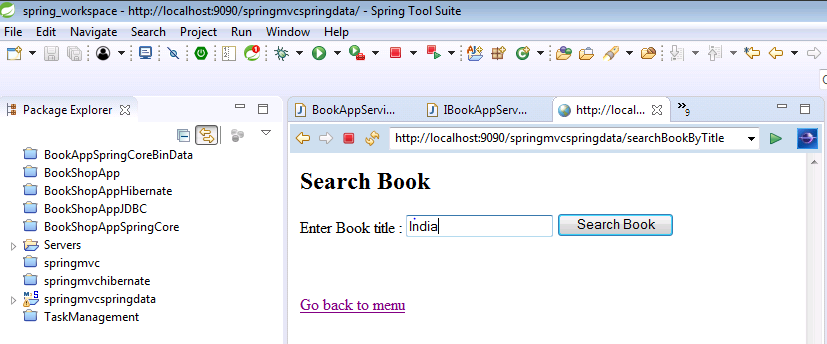 spring_workspace - http://localhost:9090/springmvcspringdata/ - Spring Tool Suite
File Edit Navigate Search Project Run Window Help
Package Explorer
BookAppSpringCoreBinData
BookShopApp
BookShopAppHibernate
BookShopAppJDBC
BookShopAppSpringCore
Servers
springmvc
springmvchibernate
springmvcspringdata
TaskManagement
BookAppServi... IBookAppServ... http://local... »9
http://localhost:9090/springmvcspringdata/searchBookByTitle
Search Book
Enter Book title : India Search Book
Go back to menu